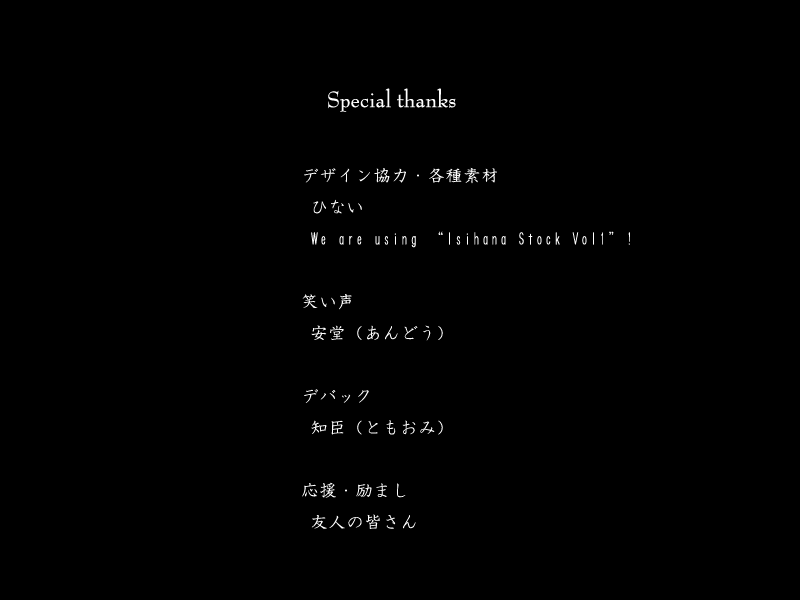 Special thanks
デザイン協力・各種素材
ひない
We are using “Isihana Stock Vol1”!
笑い声
安堂（あんどう）
デバック
知臣（ともおみ）
応援・励まし
友人の皆さん